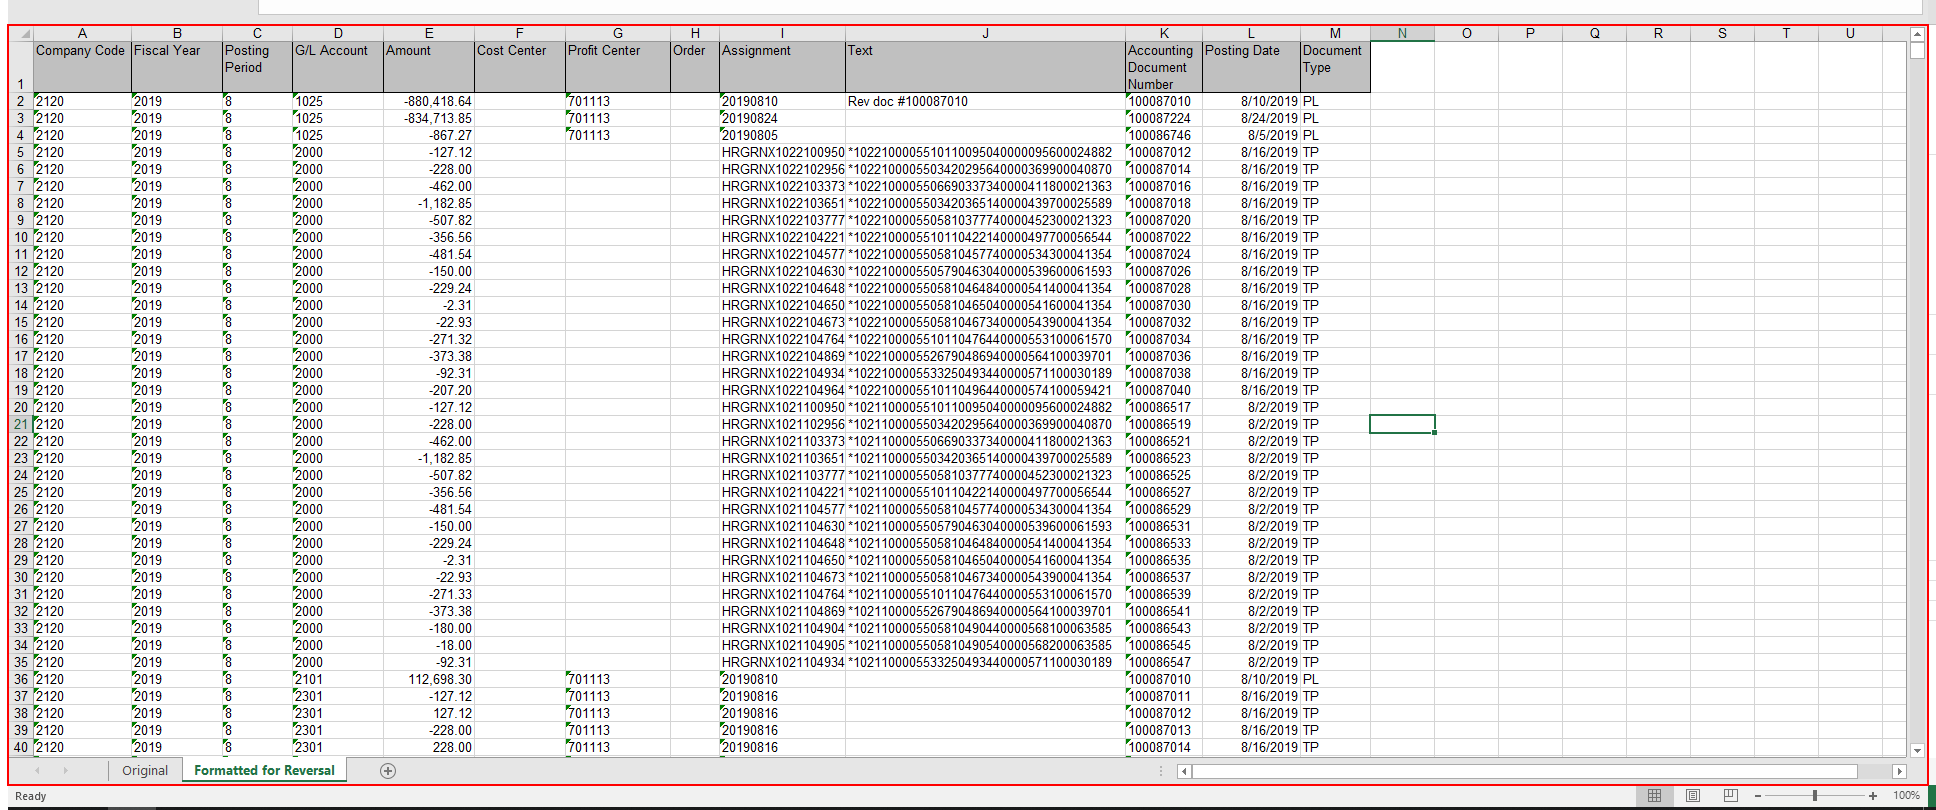 A B C D E F G H I J K L M N O P Q R S T U
1 Company Code Fiscal Year Posting Period G/L Account Amount Cost Center Profit Center Order Assignment Text Accounting Document Number Posting Date Document Type
2 2120 2019 8 1025 -880,418.64 701113 20190810 Rev doc #100087010 100087010 8/10/2019 PL
3 2120 2019 8 1025 -834,713.85 701113 20190824 100087224 8/24/2019 PL
4 2120 2019 8 1025 -867.27 701113 20190805 100086746 8/5/2019 PL
5 2120 2019 8 2000 -127.12 HRGRNX1022100950 *1022100005510110095040000095600024882 100087012 8/16/2019 TP
6 2120 2019 8 2000 -228.00 HRGRNX1022102956 *1022100005503420295640000369900040870 100087014 8/16/2019 TP
7 2120 2019 8 2000 -462.00 HRGRNX1022103373 *1022100005506690337340000411800021363 100087016 8/16/2019 TP
8 2120 2019 8 2000 -1,182.85 HRGRNX1022103651 *1022100005503420365140000439700025589 100087018 8/16/2019 TP
9 2120 2019 8 2000 -507.82 HRGRNX1022103777 *1022100005505810377740000452300021323 100087020 8/16/2019 TP
10 2120 2019 8 2000 -356.56 HRGRNX1022104221 *1022100005510110422140000497700056544 100087022 8/16/2019 TP
11 2120 2019 8 2000 -481.54 HRGRNX1022104577 *1022100005505810457740000534300041354 100087024 8/16/2019 TP
12 2120 2019 8 2000 -150.00 HRGRNX1022104630 *1022100005505790463040000539600061593 100087026 8/16/2019 TP
13 2120 2019 8 2000 -229.24 HRGRNX1022104648 *1022100005505810464840000541400041354 100087028 8/16/2019 TP
14 2120 2019 8 2000 -2.31 HRGRNX1022104650 *1022100005505810465040000541600041354 100087030 8/16/2019 TP
15 2120 2019 8 2000 -22.93 HRGRNX1022104673 *1022100005505810467340000543900041354 100087032 8/16/2019 TP
16 2120 2019 8 2000 -271.32 HRGRNX1022104764 *1022100005510110476440000553100061570 100087034 8/16/2019 TP
17 2120 2019 8 2000 -373.38 HRGRNX1022104869 *1022100005526790486940000564100039701 100087036 8/16/2019 TP
18 2120 2019 8 2000 -92.31 HRGRNX1022104934 *1022100005533250493440000571100030189 100087038 8/16/2019 TP
19 2120 2019 8 2000 -207.20 HRGRNX1022104964 *1022100005510110496440000574100059421 100087040 8/16/2019 TP
20 2120 2019 8 2000 -127.12 HRGRNX1021100950 *1021100005510110095040000095600024882 100086517 8/2/2019 TP
21 2120 2019 8 2000 -228.00 HRGRNX1021102956 *1021100005503420295640000369900040870 100086519 8/2/2019 TP
22 2120 2019 8 2000 -462.00 HRGRNX1021103373 *1021100005506690337340000411800021363 100086521 8/2/2019 TP
23 2120 2019 8 2000 -1,182.85 HRGRNX1021103651 *1021100005503420365140000439700025589 100086523 8/2/2019 TP
24 2120 2019 8 2000 -507.82 HRGRNX1021103777 *1021100005505810377740000452300021323 100086525 8/2/2019 TP
25 2120 2019 8 2000 -356.56 HRGRNX1021104221 *1021100005510110422140000497700056544 100086527 8/2/2019 TP
26 2120 2019 8 2000 -481.54 HRGRNX1021104577 *1021100005505810457740000534300041354 100086529 8/2/2019 TP
27 2120 2019 8 2000 -150.00 HRGRNX1021104630 *1021100005505790463040000539600061593 100086531 8/2/2019 TP
28 2120 2019 8 2000 -229.24 HRGRNX1021104648 *1021100005505810464840000541400041354 100086533 8/2/2019 TP
29 2120 2019 8 2000 -2.31 HRGRNX1021104650 *1021100005505810465040000541600041354 100086535 8/2/2019 TP
30 2120 2019 8 2000 -22.93 HRGRNX1021104673 *1021100005505810467340000543900041354 100086537 8/2/2019 TP
31 2120 2019 8 2000 -271.33 HRGRNX1021104764 *1021100005510110476440000553100061570 100086539 8/2/2019 TP
32 2120 2019 8 2000 -373.38 HRGRNX1021104869 *1021100005526790486940000564100039701 100086541 8/2/2019 TP
33 2120 2019 8 2000 -180.00 HRGRNX1021104904 *1021100005505810490440000568100063585 100086543 8/2/2019 TP
34 2120 2019 8 2000 -18.00 HRGRNX1021104905 *1021100005505810490540000568200063585 100086545 8/2/2019 TP
35 2120 2019 8 2000 -92.31 HRGRNX1021104934 *1021100005533250493440000571100030189 100086547 8/2/2019 TP
36 2120 2019 8 2101 112,698.30 701113 20190810 100087010 8/10/2019 PL
37 2120 2019 8 2301 -127.12 701113 20190816 100087011 8/16/2019 TP
38 2120 2019 8 2301 127.12 701113 20190816 100087012 8/16/2019 TP
39 2120 2019 8 2301 -228.00 701113 20190816 100087013 8/16/2019 TP
40 2120 2019 8 2301 228.00 701113 20190816 100087014 8/16/2019 TP
Original Formatted for Reversal
Ready 100%